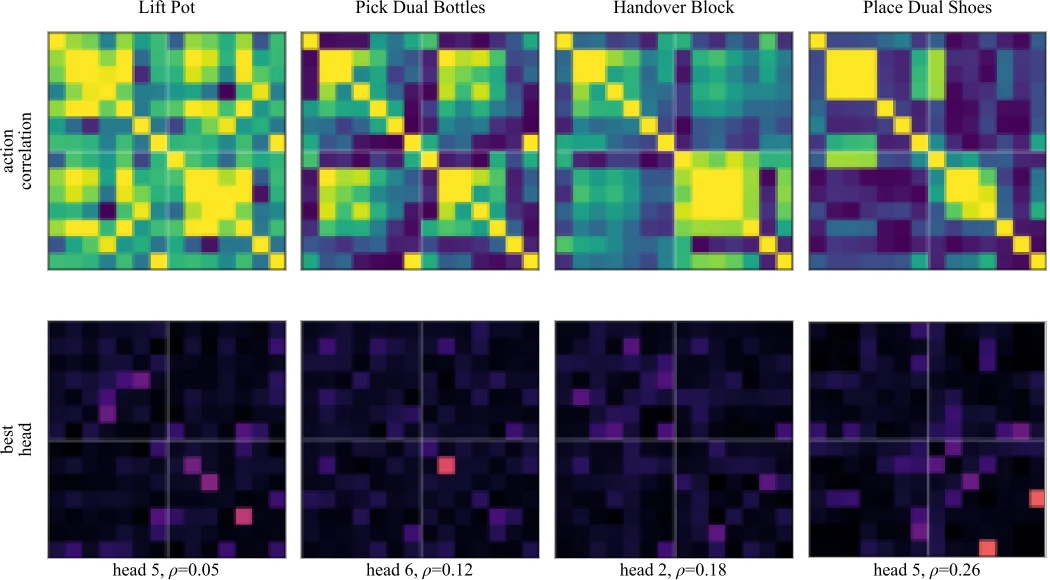 Lift Pot
Pick Dual Bottles
Handover Block
Place Dual Shoes
action
correlation
best
head
head 5, ρ=0.05
head 6, ρ=0.12
head 2, ρ=0.18
head 5, ρ=0.26